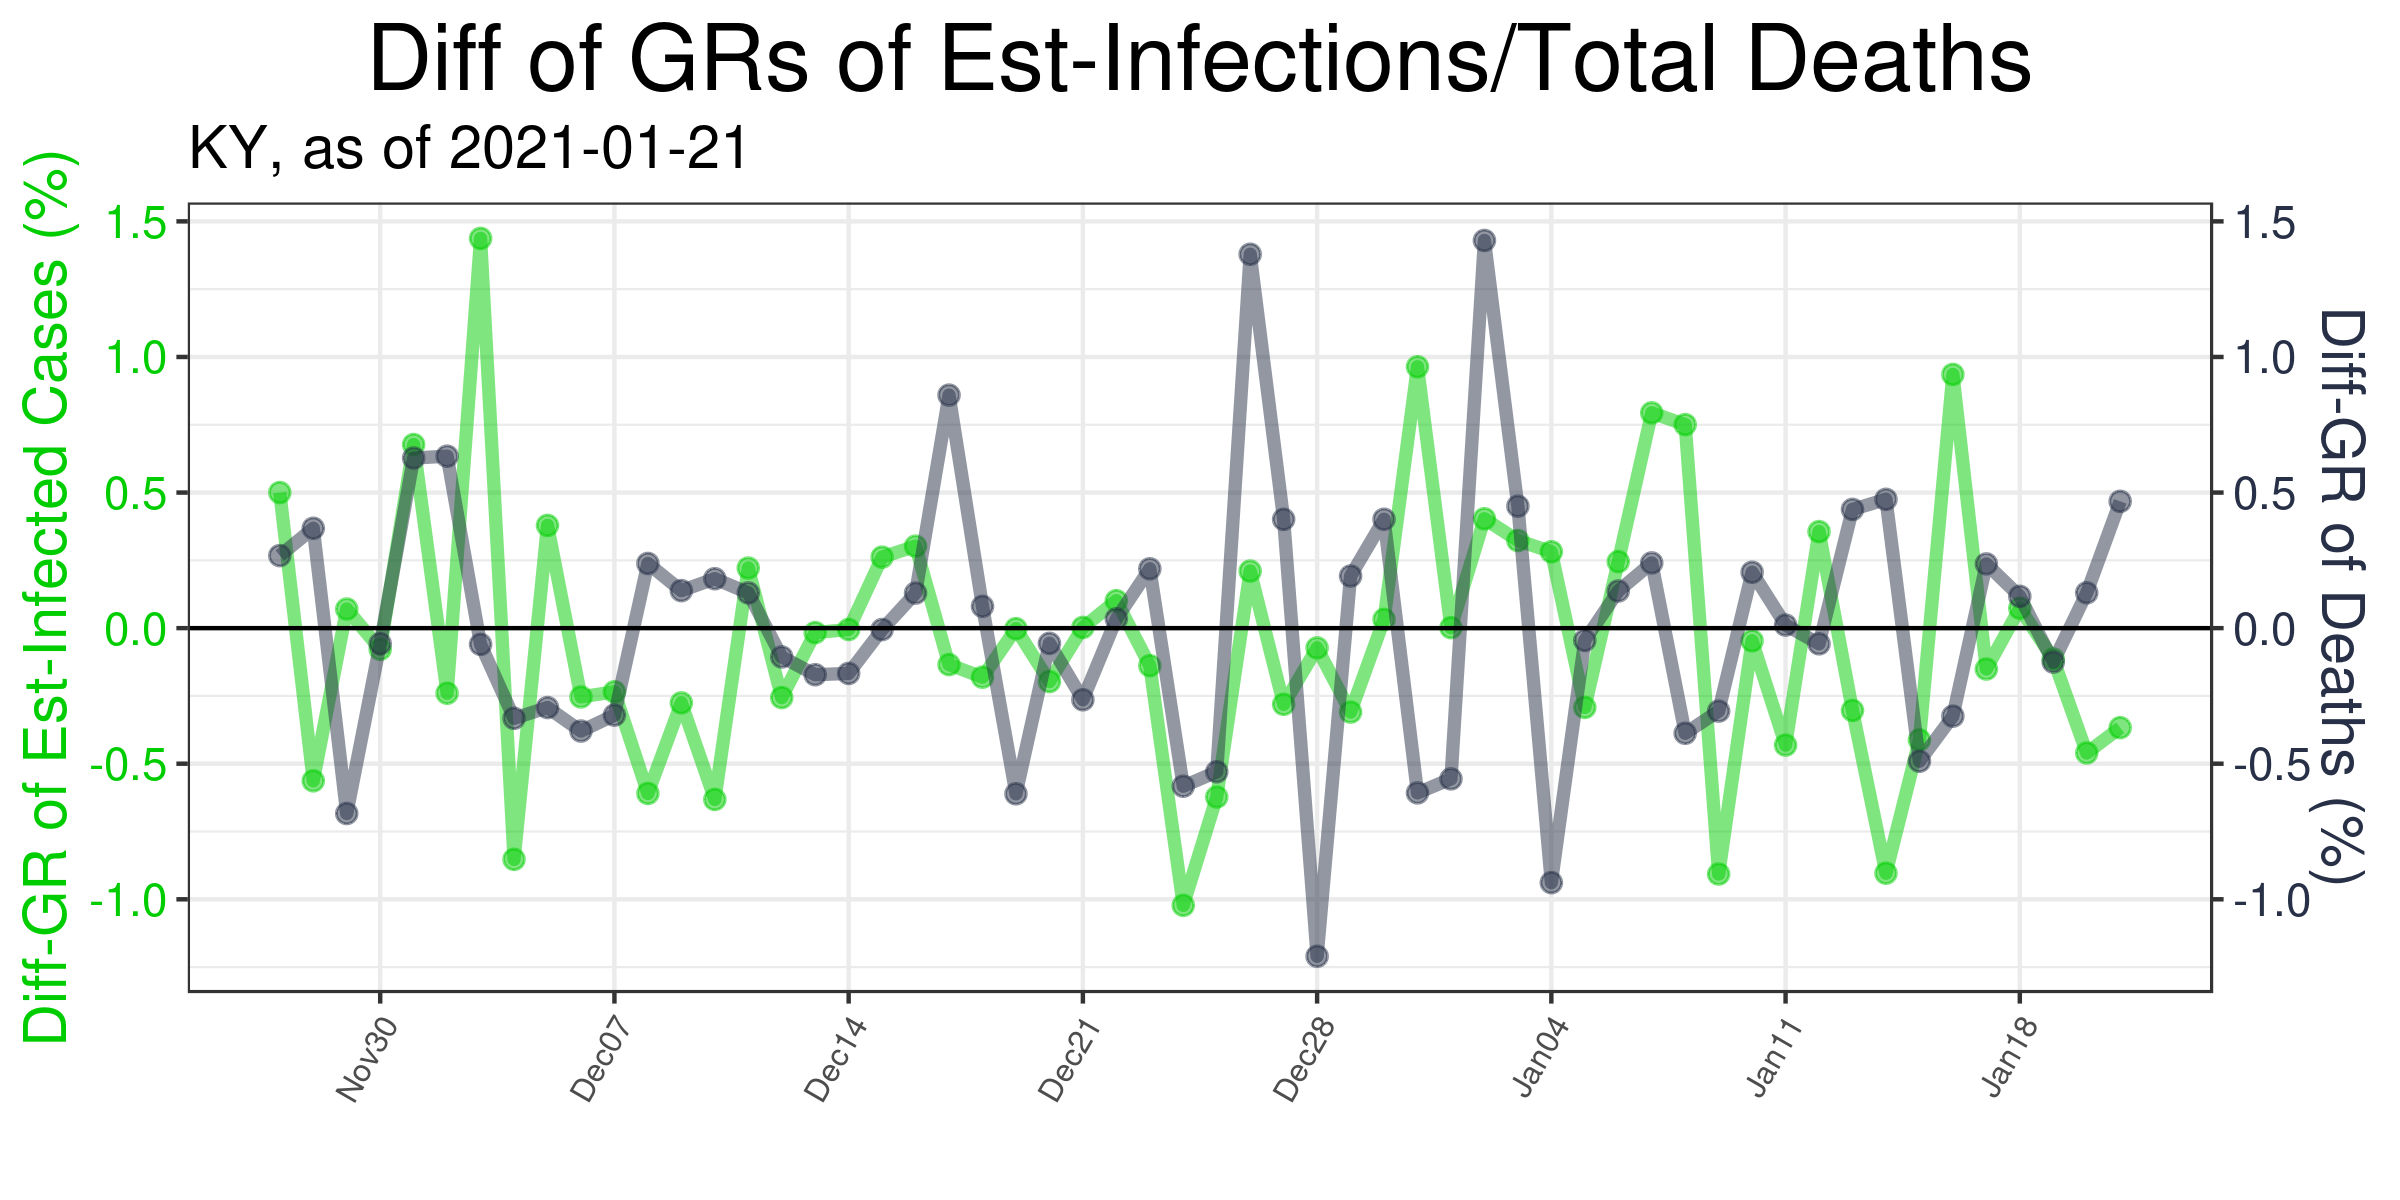 Diff of GRs of Est-Infections/Total Deaths
KY, as of 2021-01-21
Diff-GR of Est-Infected Cases (%)
1.5
1.0
0.5
0.0
-0.5
-1.0
1.5
1.0
0.5
0.0
-0.5
-1.0
Diff-GR of Deaths (%)
Nov30
Dec07
Dec14
Dec21
Dec28
Jan04
Jan11
Jan18